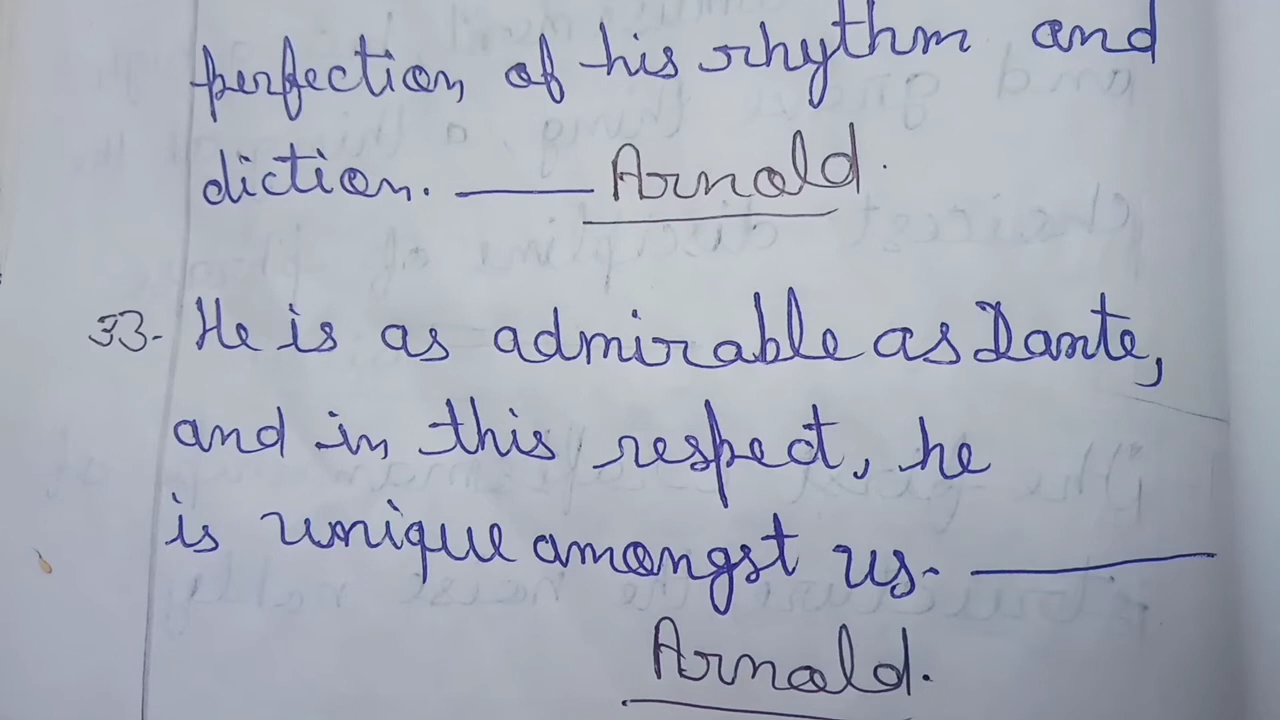 perfection of his rhythm and
diction. —— Arnold.
33- He is as admirable as Dante,
and in this respect, he
is unique amongst us. ——
Arnold.